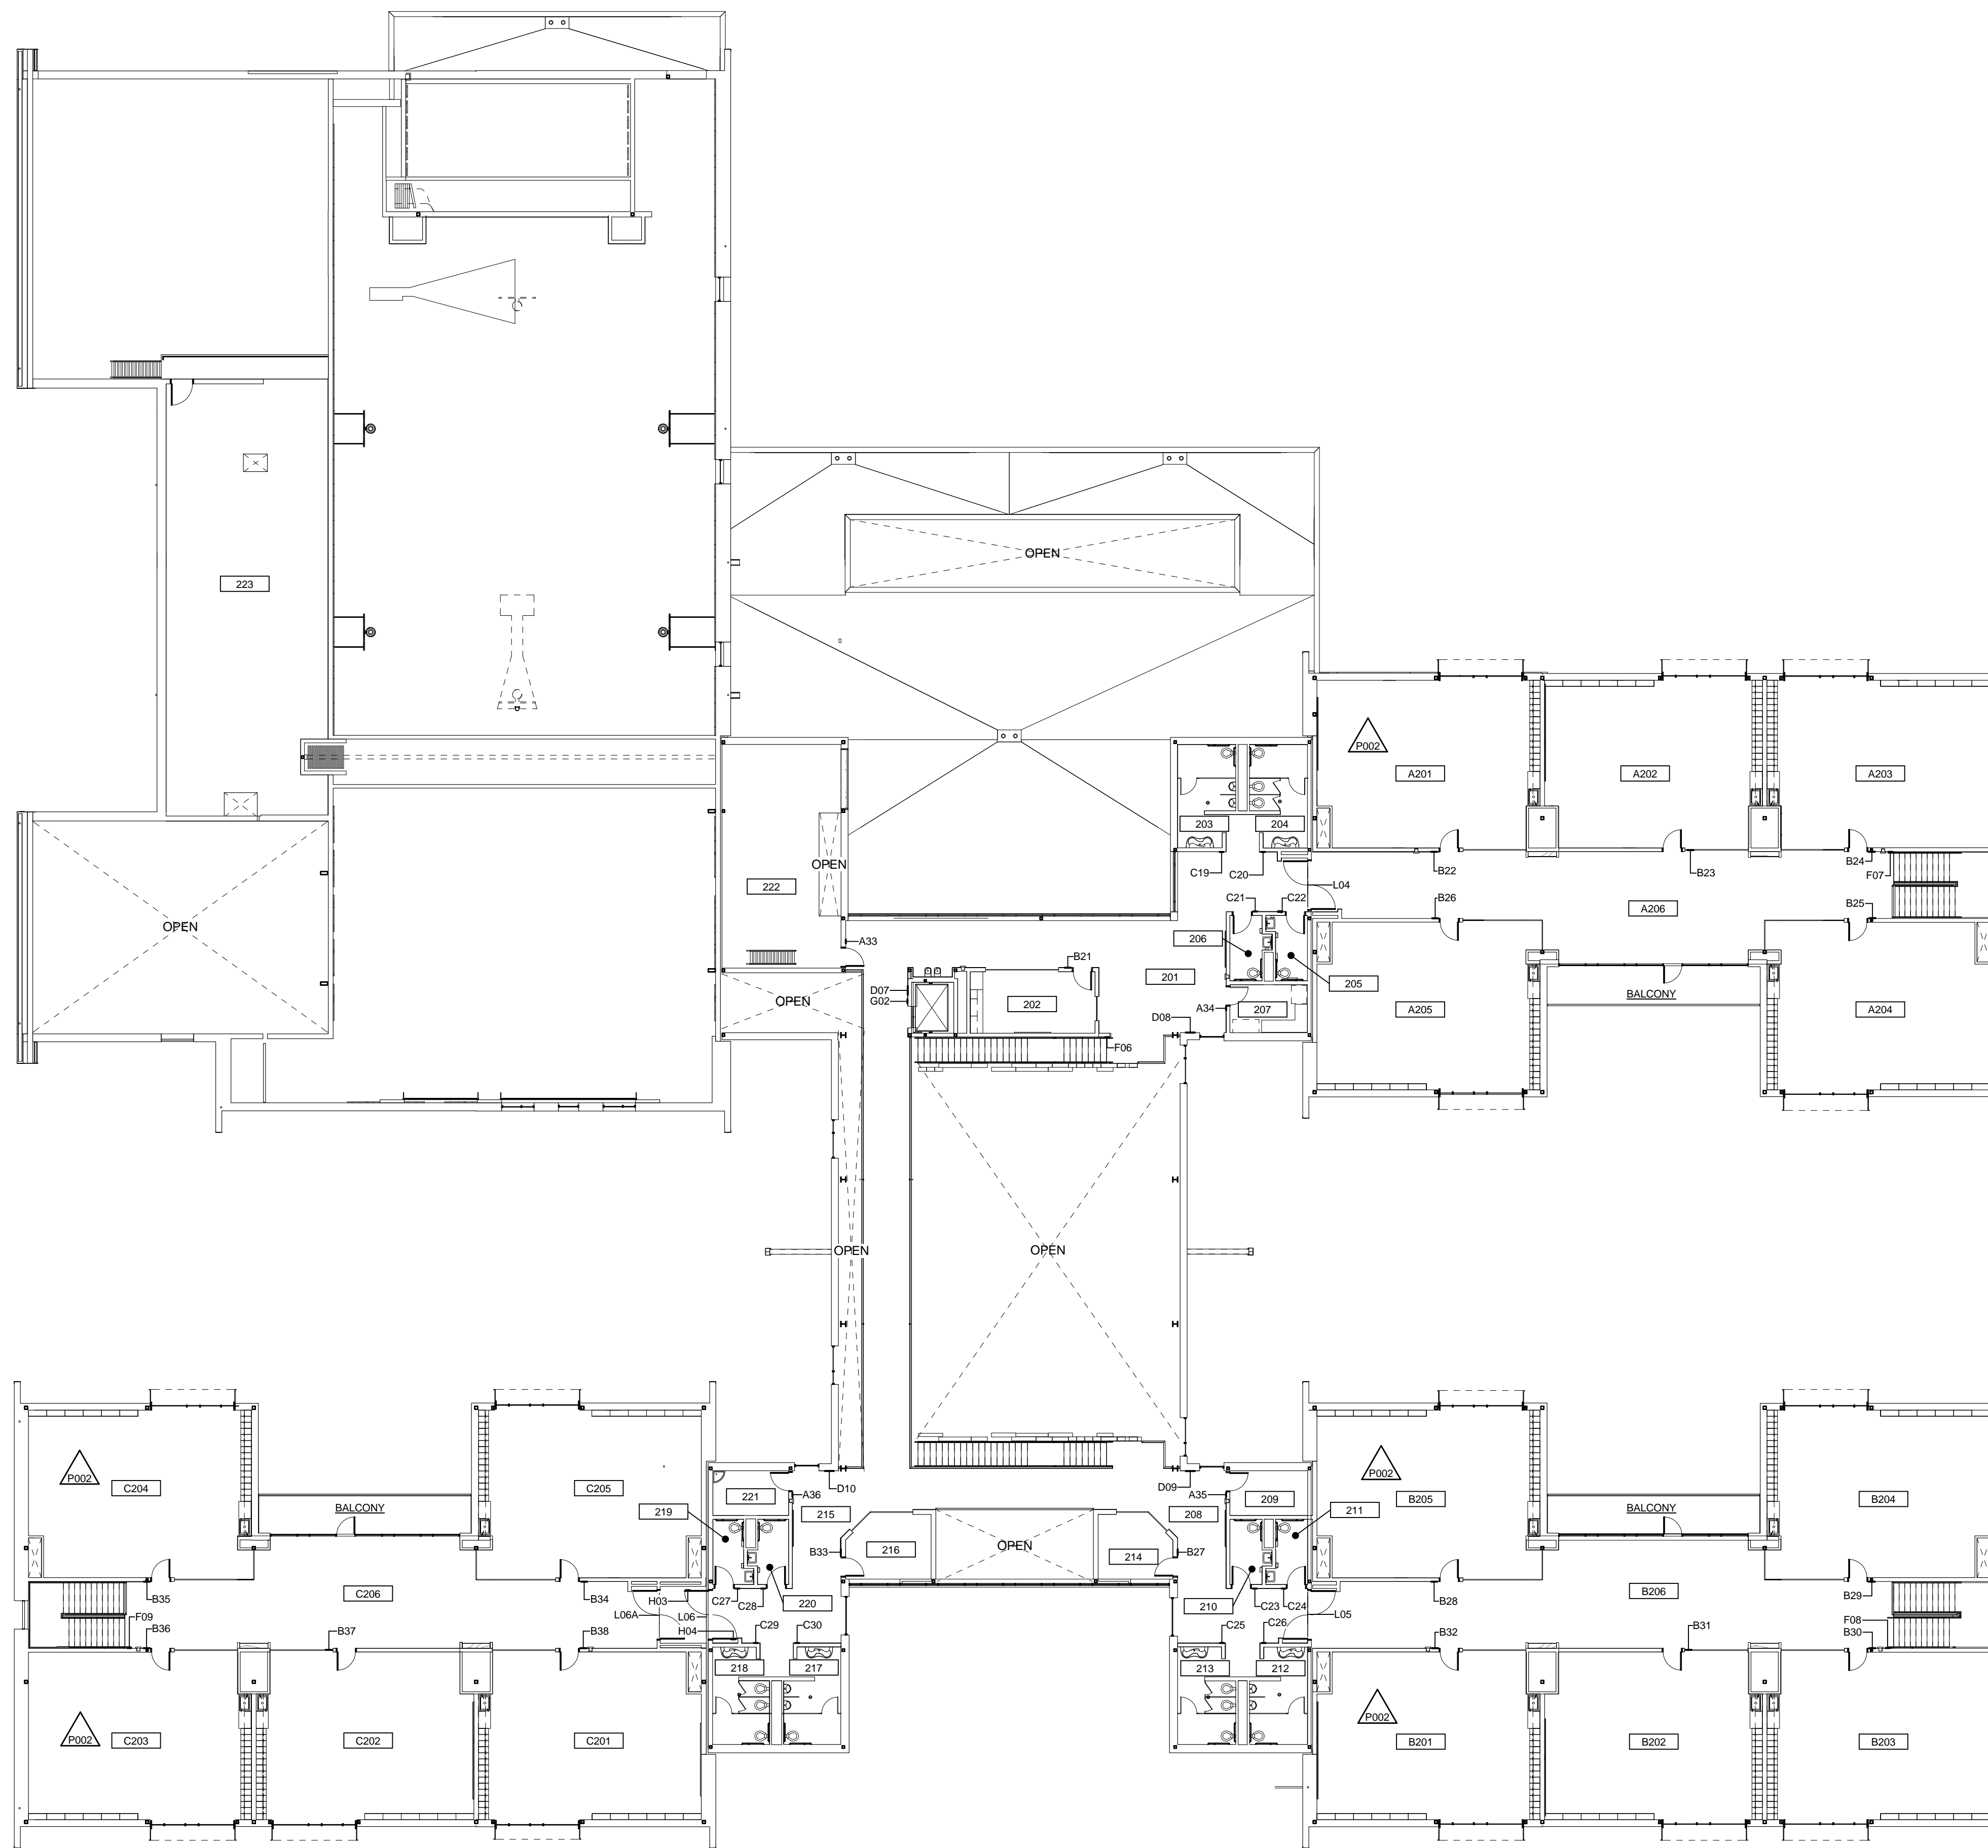 OPEN
223
P002
A201
A202
A203
203
204
OPEN
C19
C20
B22
B23
B24
F07
222
L04
C21
C22
B26
A206
B25
OPEN
A33
206
B21
201
205
D07
G02
OPEN
202
A34
207
BALCONY
A205
A204
D08
F06
OPEN
OPEN
P002
C204
C205
BALCONY
221
A36
D10
D09
A35
209
P002
B205
B204
BALCONY
219
215
208
211
B33
216
OPEN
214
B27
B35
C206
B34
H03
C27
C28
220
210
C23
C24
B28
B206
B29
F09
L06A
L06
L05
F08
B36
B37
B38
H04
C29
C30
C25
C26
B32
B31
B30
218
217
213
212
P002
C203
C202
C201
P002
B201
B202
B203